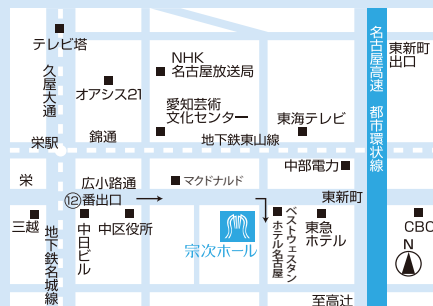 テレビ塔
久屋大通
オアシス21
NHK
名古屋放送局
愛知芸術
文化センター
東海テレビ
名古屋高速 都市環状線
東新町
出口
栄駅
錦通
地下鉄東山線
中部電力
栄
広小路通
⑫番出口
マクドナルド
東新町
三越
地下鉄名城線
中日ビル
中区役所
宗次ホール
ベストウェスタン
ホテル名古屋
東急
ホテル
CBC
N
至高辻